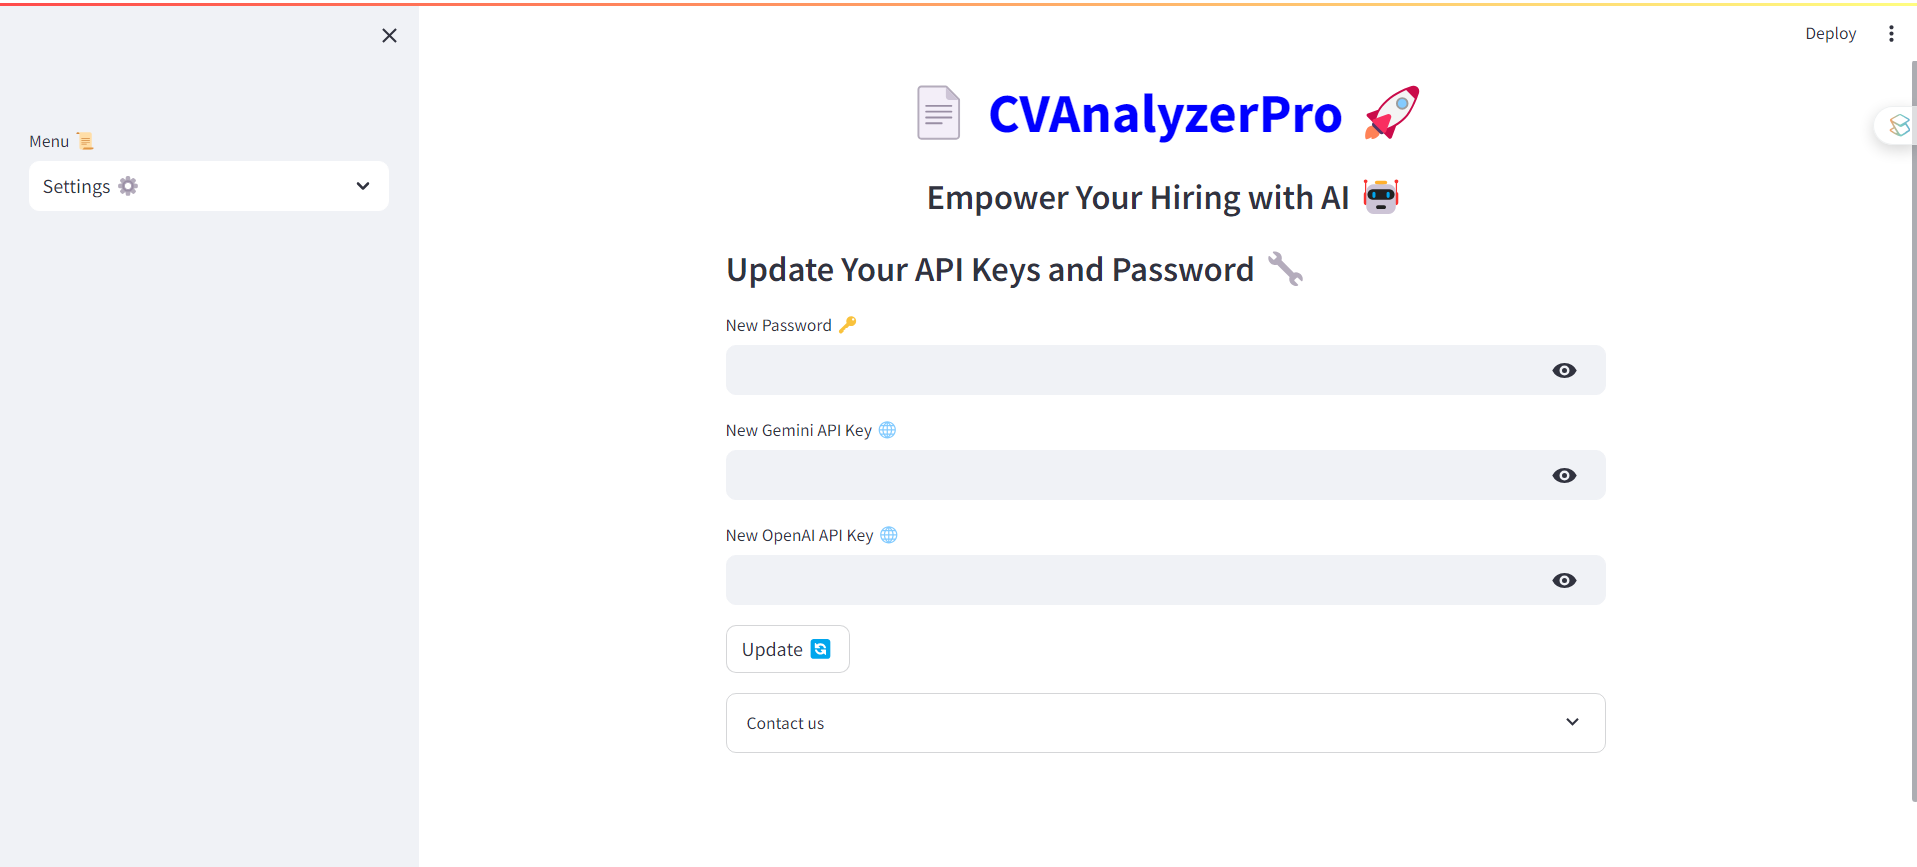 Deploy
Menu 📜
Settings ⚙️
📄 CVAnalyzerPro 🚀
Empower Your Hiring with AI 🤖
Update Your API Keys and Password 🔧
New Password 🔑
New Gemini API Key 🌐
New OpenAI API Key 🌐
Update 🔄
Contact us